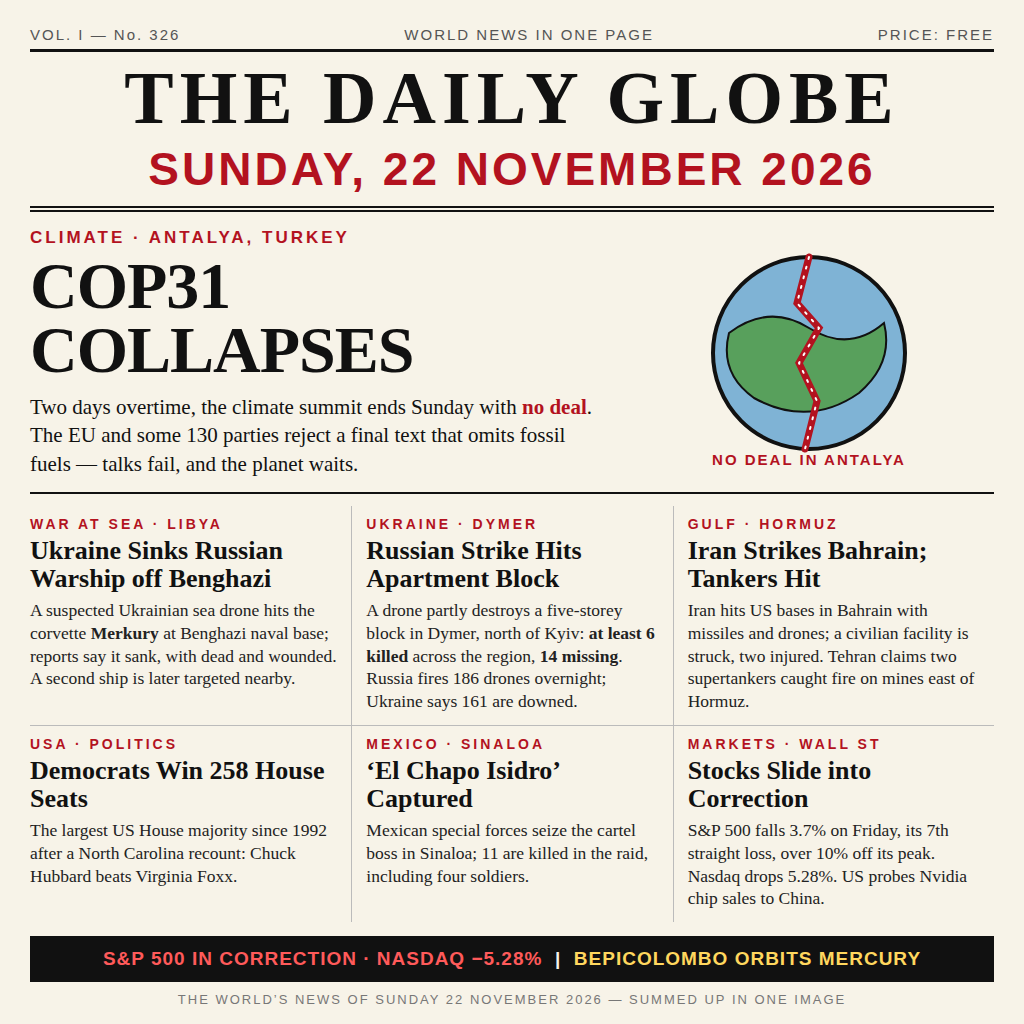 VOL. I — No. 326
WORLD NEWS IN ONE PAGE
PRICE: FREE
THE DAILY GLOBE
SUNDAY, 22 NOVEMBER 2026
CLIMATE · ANTALYA, TURKEY
COP31
COLLAPSES
Two days overtime, the climate summit ends Sunday with no deal.
The EU and some 130 parties reject a final text that omits fossil
fuels — talks fail, and the planet waits.
NO DEAL IN ANTALYA
WAR AT SEA · LIBYA
Ukraine Sinks Russian
Warship off Benghazi
A suspected Ukrainian sea drone hits the
corvette Merkury at Benghazi naval base;
reports say it sank, with dead and wounded.
A second ship is later targeted nearby.
UKRAINE · DYMER
Russian Strike Hits
Apartment Block
A drone partly destroys a five-storey
block in Dymer, north of Kyiv: at least 6
killed across the region, 14 missing.
Russia fires 186 drones overnight;
Ukraine says 161 are downed.
GULF · HORMUZ
Iran Strikes Bahrain;
Tankers Hit
Iran hits US bases in Bahrain with
missiles and drones; a civilian facility is
struck, two injured. Tehran claims two
supertankers caught fire on mines east of
Hormuz.
USA · POLITICS
Democrats Win 258 House
Seats
The largest US House majority since 1992
after a North Carolina recount: Chuck
Hubbard beats Virginia Foxx.
MEXICO · SINALOA
‘El Chapo Isidro’
Captured
Mexican special forces seize the cartel
boss in Sinaloa; 11 are killed in the raid,
including four soldiers.
MARKETS · WALL ST
Stocks Slide into
Correction
S&P 500 falls 3.7% on Friday, its 7th
straight loss, over 10% off its peak.
Nasdaq drops 5.28%. US probes Nvidia
chip sales to China.
S&P 500 IN CORRECTION · NASDAQ −5.28% | BEPICOLOMBO ORBITS MERCURY
THE WORLD'S NEWS OF SUNDAY 22 NOVEMBER 2026 — SUMMED UP IN ONE IMAGE